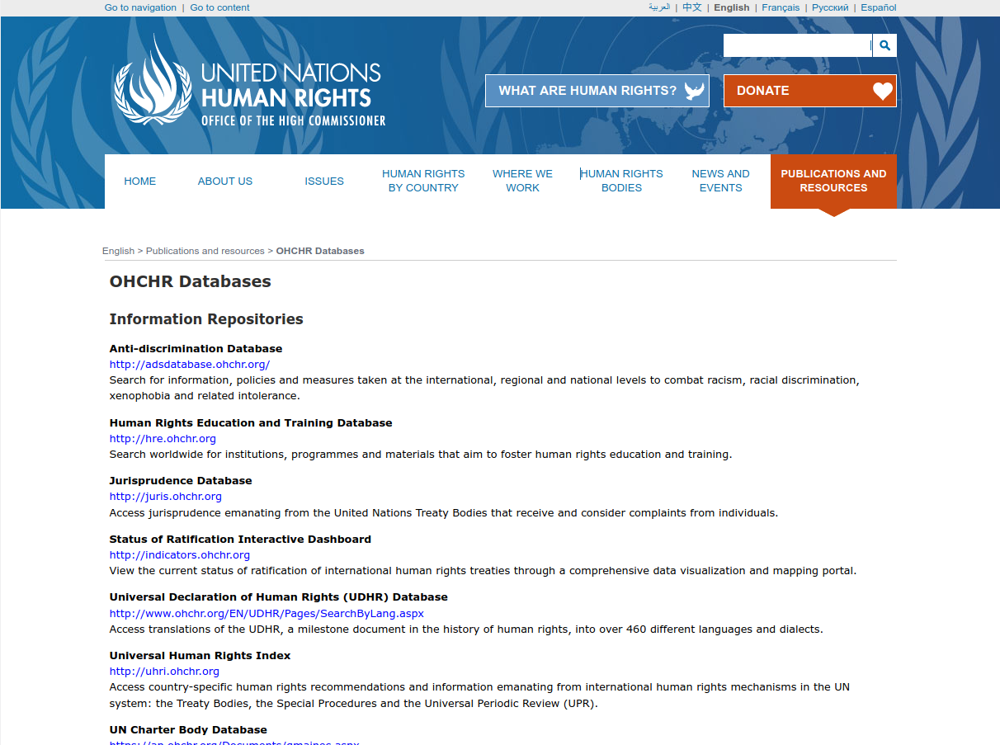 Go to navigation | Go to content
العربية | 中文 | English | Français | Русский | Español
UNITED NATIONS
HUMAN RIGHTS
OFFICE OF THE HIGH COMMISSIONER
WHAT ARE HUMAN RIGHTS?
DONATE
HOME
ABOUT US
ISSUES
HUMAN RIGHTS
BY COUNTRY
WHERE WE
WORK
HUMAN RIGHTS
BODIES
NEWS AND
EVENTS
PUBLICATIONS AND
RESOURCES
English > Publications and resources > OHCHR Databases
OHCHR Databases
Information Repositories
Anti-discrimination Database
http://adsdatabase.ohchr.org/
Search for information, policies and measures taken at the international, regional and national levels to combat racism, racial discrimination,
xenophobia and related intolerance.
Human Rights Education and Training Database
http://hre.ohchr.org
Search worldwide for institutions, programmes and materials that aim to foster human rights education and training.
Jurisprudence Database
http://juris.ohchr.org
Access jurisprudence emanating from the United Nations Treaty Bodies that receive and consider complaints from individuals.
Status of Ratification Interactive Dashboard
http://indicators.ohchr.org
View the current status of ratification of international human rights treaties through a comprehensive data visualization and mapping portal.
Universal Declaration of Human Rights (UDHR) Database
http://www.ohchr.org/EN/UDHR/Pages/SearchByLang.aspx
Access translations of the UDHR, a milestone document in the history of human rights, into over 460 different languages and dialects.
Universal Human Rights Index
http://uhri.ohchr.org
Access country-specific human rights recommendations and information emanating from international human rights mechanisms in the UN
system: the Treaty Bodies, the Special Procedures and the Universal Periodic Review (UPR).
UN Charter Body Database